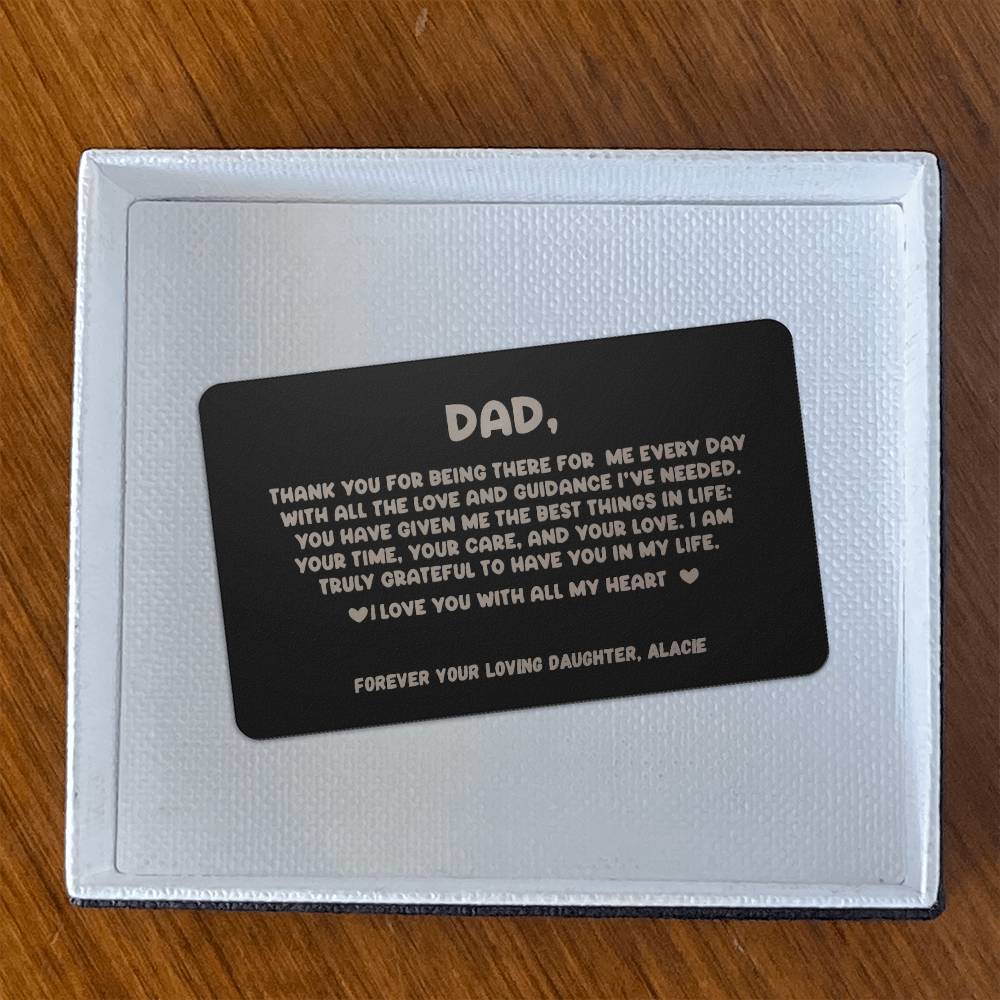 DAD,
THANK YOU FOR BEING THERE FOR ME EVERY DAY
WITH ALL THE LOVE AND GUIDANCE I'VE NEEDED.
YOU HAVE GIVEN ME THE BEST THINGS IN LIFE:
YOUR TIME, YOUR CARE, AND YOUR LOVE. I AM
TRULY GRATEFUL TO HAVE YOU IN MY LIFE.
♥I LOVE YOU WITH ALL MY HEART ♥
FOREVER YOUR LOVING DAUGHTER, ALACIE